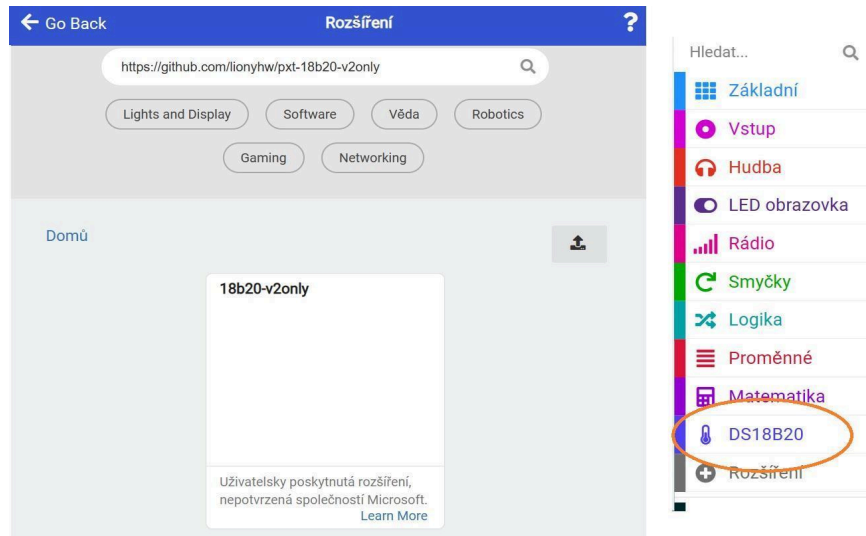 Go Back
Rozšíření
?
https://github.com/lionyhw/pxt-18b20-v2only
Lights and Display
Software
Věda
Robotics
Gaming
Networking
Domů
18b20-v2only
Uživatelsky poskytnutá rozšíření,
nepotvrzená společností Microsoft.
Learn More
Hledat...
Základní
Vstup
Hudba
LED obrazovka
Rádio
Smyčky
Logika
Proměnné
Matematika
DS18B20
Rozšíření